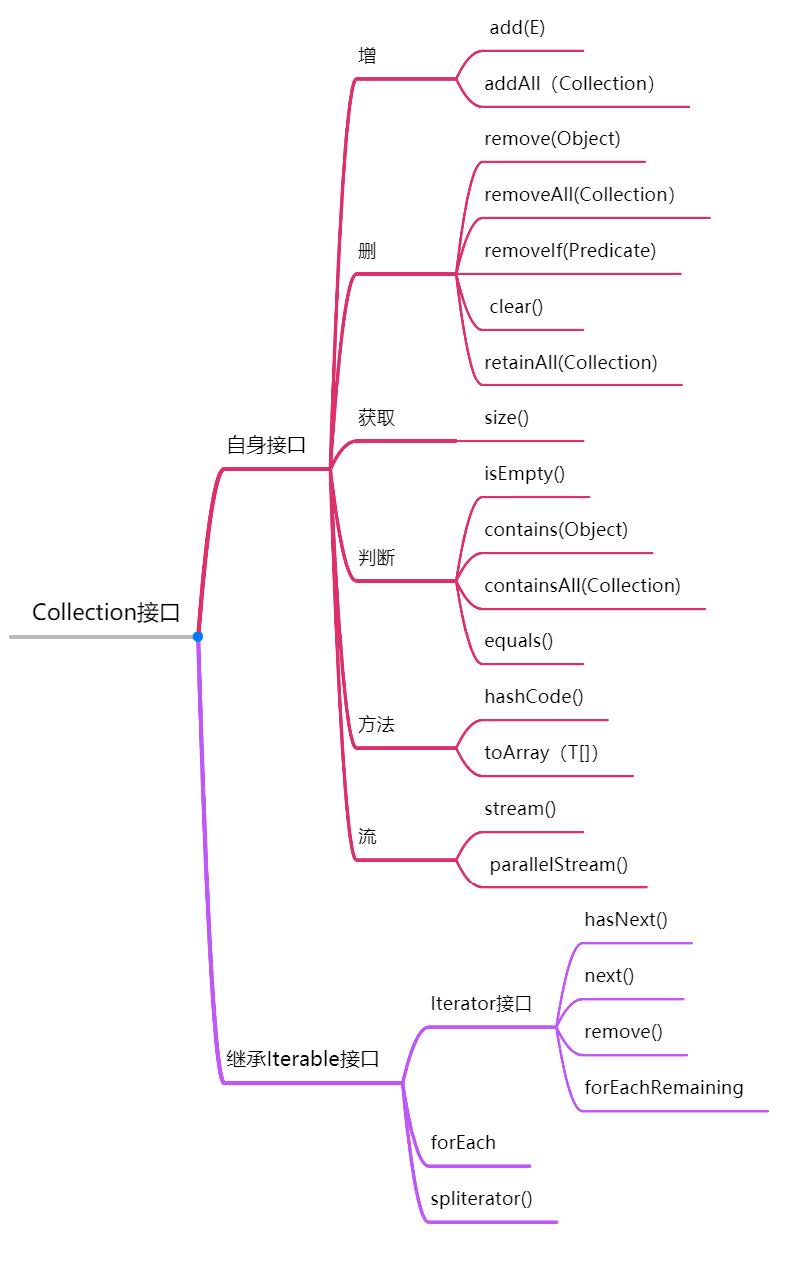 Collection接口
自身接口
增
add(E)
addAll（Collection）
删
remove(Object)
removeAll(Collection）
removeIf(Predicate)
clear()
retainAll(Collection)
获取
size()
判断
isEmpty()
contains(Object)
containsAll(Collection)
equals()
方法
hashCode()
toArray（T[]）
流
stream()
parallelStream()
继承Iterable接口
Iterator接口
hasNext()
next()
remove()
forEachRemaining
forEach
spliterator()